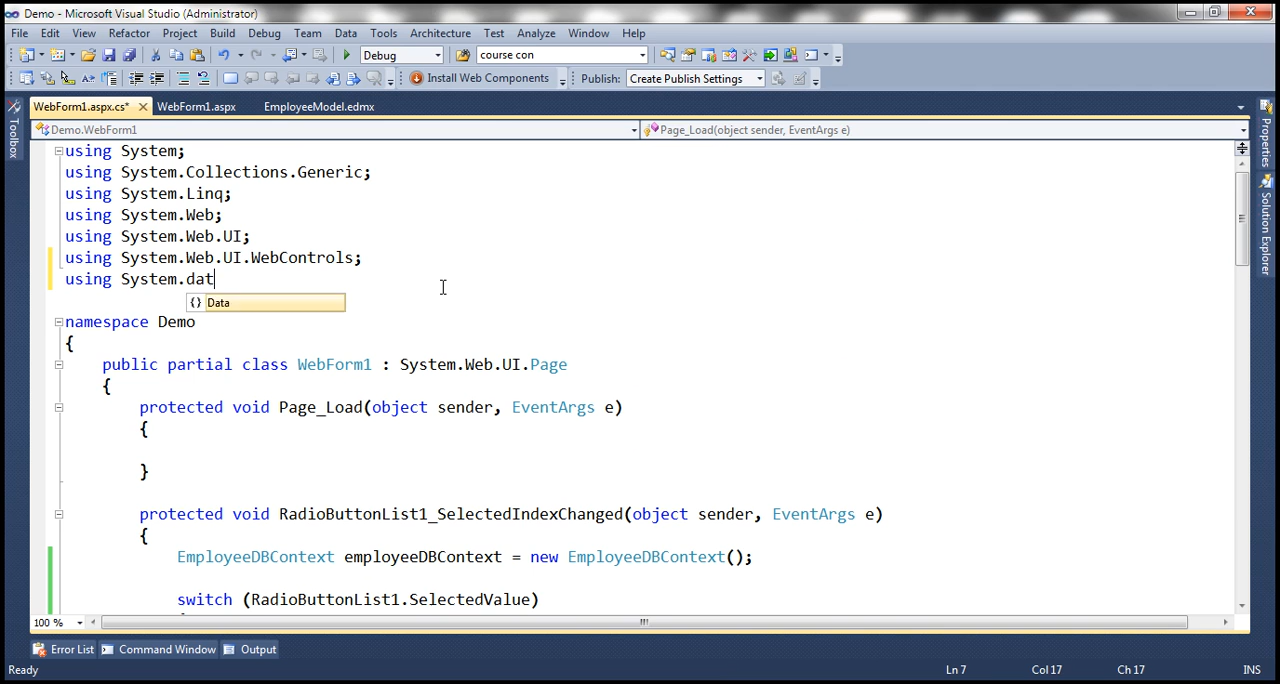 Demo - Microsoft Visual Studio (Administrator)
File Edit View Refactor Project Build Debug Team Data Tools Architecture Test Analyze Window Help
Debug course con
Install Web Components Publish: Create Publish Settings
WebForm1.aspx.cs* WebForm1.aspx EmployeeModel.edmx
Demo.WebForm1 Page_Load(object sender, EventArgs e)
Toolbox
Properties
Solution Explorer
using System;
using System.Collections.Generic;
using System.Linq;
using System.Web;
using System.Web.UI;
using System.Web.UI.WebControls;
using System.dat
{} Data
namespace Demo
{
public partial class WebForm1 : System.Web.UI.Page
{
protected void Page_Load(object sender, EventArgs e)
{
}
protected void RadioButtonList1_SelectedIndexChanged(object sender, EventArgs e)
{
EmployeeDBContext employeeDBContext = new EmployeeDBContext();
switch (RadioButtonList1.SelectedValue)
100 %
Error List Command Window Output
Ready Ln 7 Col 17 Ch 17 INS